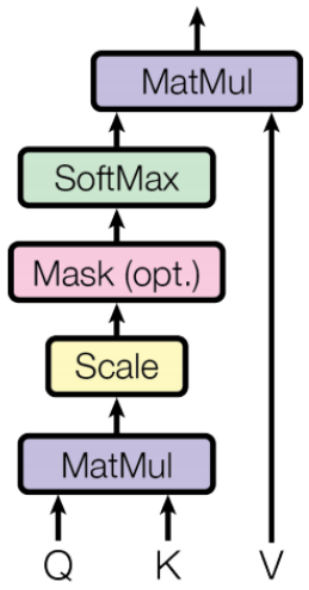 MatMul
SoftMax
Mask (opt.)
Scale
MatMul
Q K V